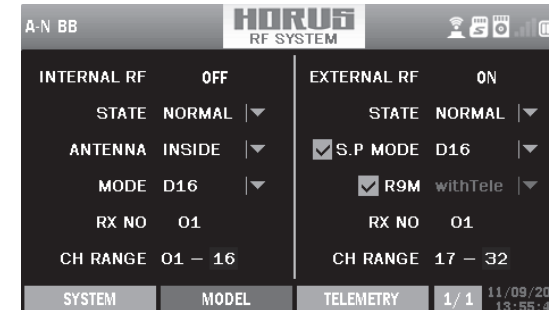 A-N BB
HORUS
RF SYSTEM
INTERNAL RF OFF
STATE NORMAL
ANTENNA INSIDE
MODE D16
RX NO 01
CH RANGE 01 – 16
EXTERNAL RF ON
STATE NORMAL
S.P MODE D16
R9M withTele
RX NO 01
CH RANGE 17 – 32
SYSTEM MODEL TELEMETRY 1/1
11/09/20
13:55:4